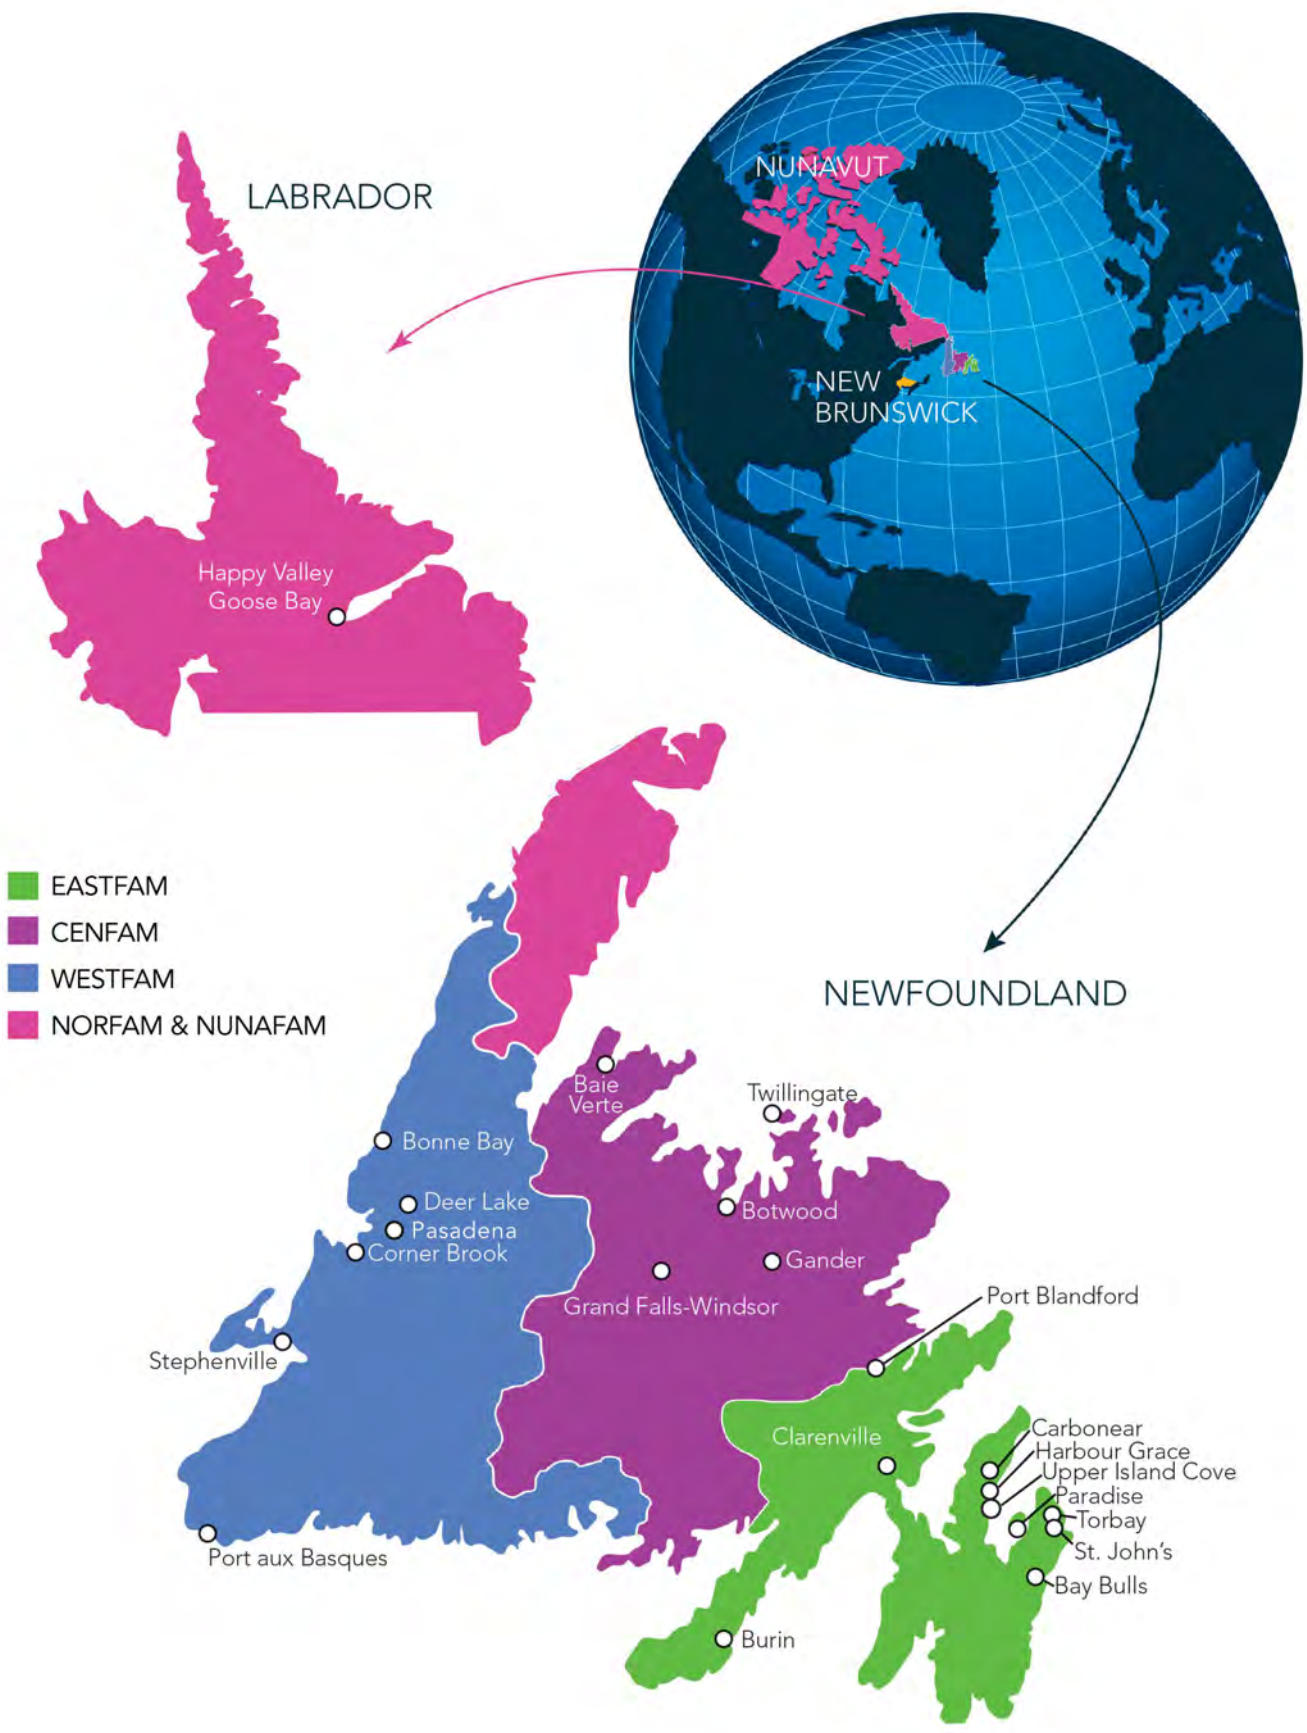 NUNAVUT
LABRADOR
NEW
BRUNSWICK
Happy Valley
Goose Bay
EASTFAM
CENFAM
WESTFAM
NORFAM & NUNAFAM
NEWFOUNDLAND
Baie
Verte
Twillingate
Bonne Bay
Deer Lake
Botwood
Pasadena
Corner Brook
Gander
Grand Falls-Windsor
Port Blandford
Stephenville
Carbonear
Clarenville
Harbour Grace
Upper Island Cove
Paradise
Torbay
St. John's
Port aux Basques
Bay Bulls
Burin